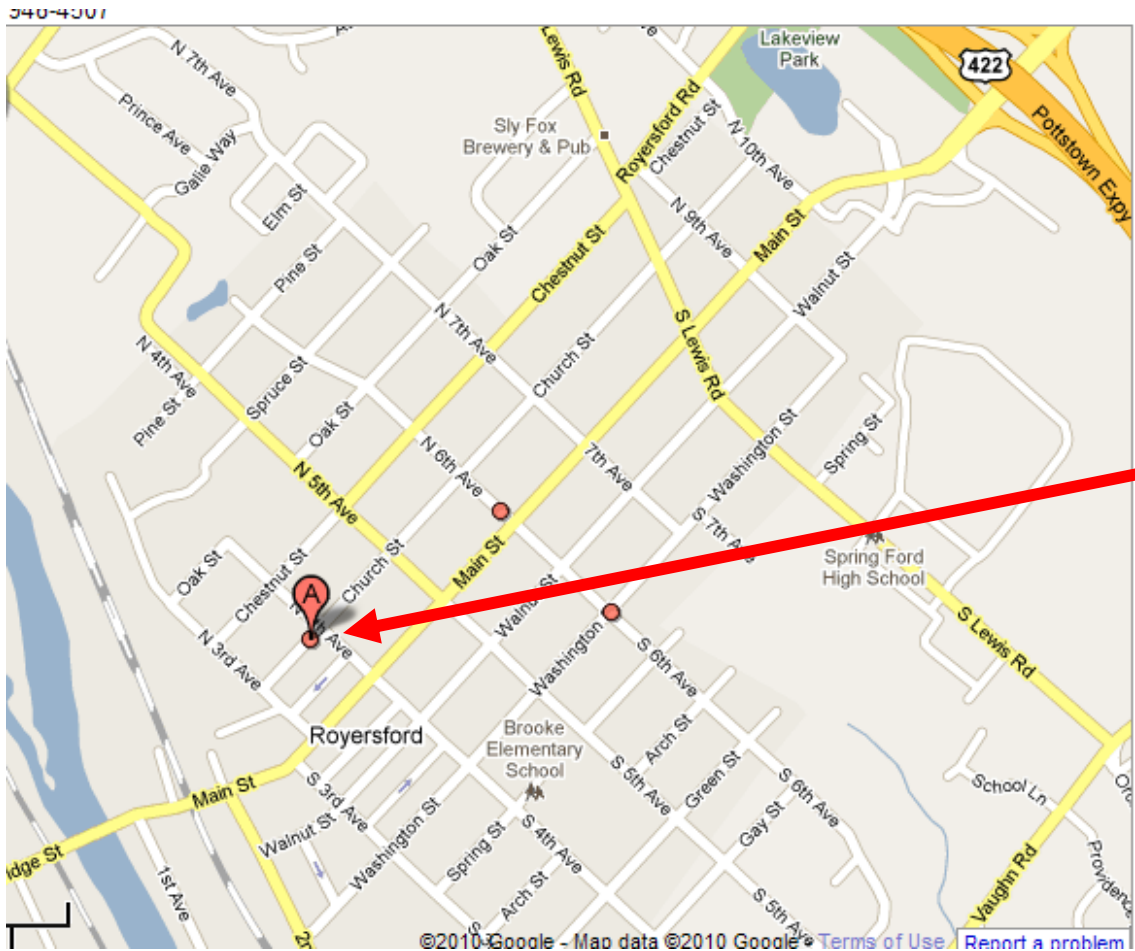 946-4507
N 7th Ave
Prince Ave
Galie Way
Elm St
Pine St
Lewis Rd
Sly Fox
Brewery & Pub
Royersford Rd
Chestnut St
Lakeview
Park
422
Pottstown Expy
N 10th Ave
N 9th Ave
Main St
Walnut St
Oak St
Chestnut St
N 7th Ave
Church St
S Lewis Rd
N 4th Ave
Pine St
Spruce St
Oak St
N 5th Ave
N 6th Ave
7th Ave
Washington St
Spring St
S 7th Ave
Spring Ford
High School
Main St
Church St
Chestnut St
Oak St
A
Ave
N 3rd Ave
Walnut St
Washington
S 6th Ave
S Lewis Rd
Royersford
Brooke
Elementary
School
Arch St
Green St
S 5th Ave
S 6th Ave
School Ln
Main St
S 3rd Ave
Walnut St
Washington St
Spring St
S 4th Ave
Gay St
Arch St
S 5th Ave
Vaughn Rd
Providence
idge St
1st Ave
©2010 Google - Map data ©2010 Google - Terms of Use
Report a problem